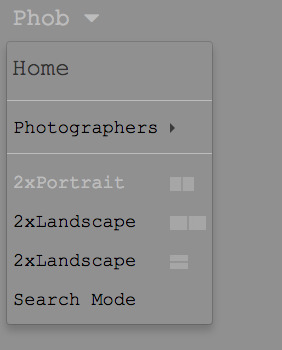 Phob
Home
Photographers
2xPortrait
2xLandscape
2xLandscape
Search Mode